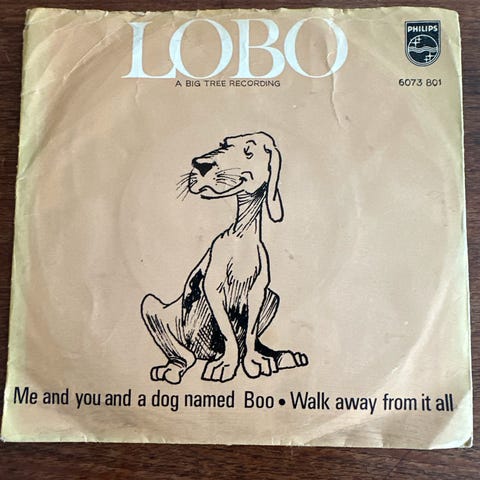 LOBO
PHILIPS
A BIG TREE RECORDING
6073 801
Me and you and a dog named Boo • Walk away from it all